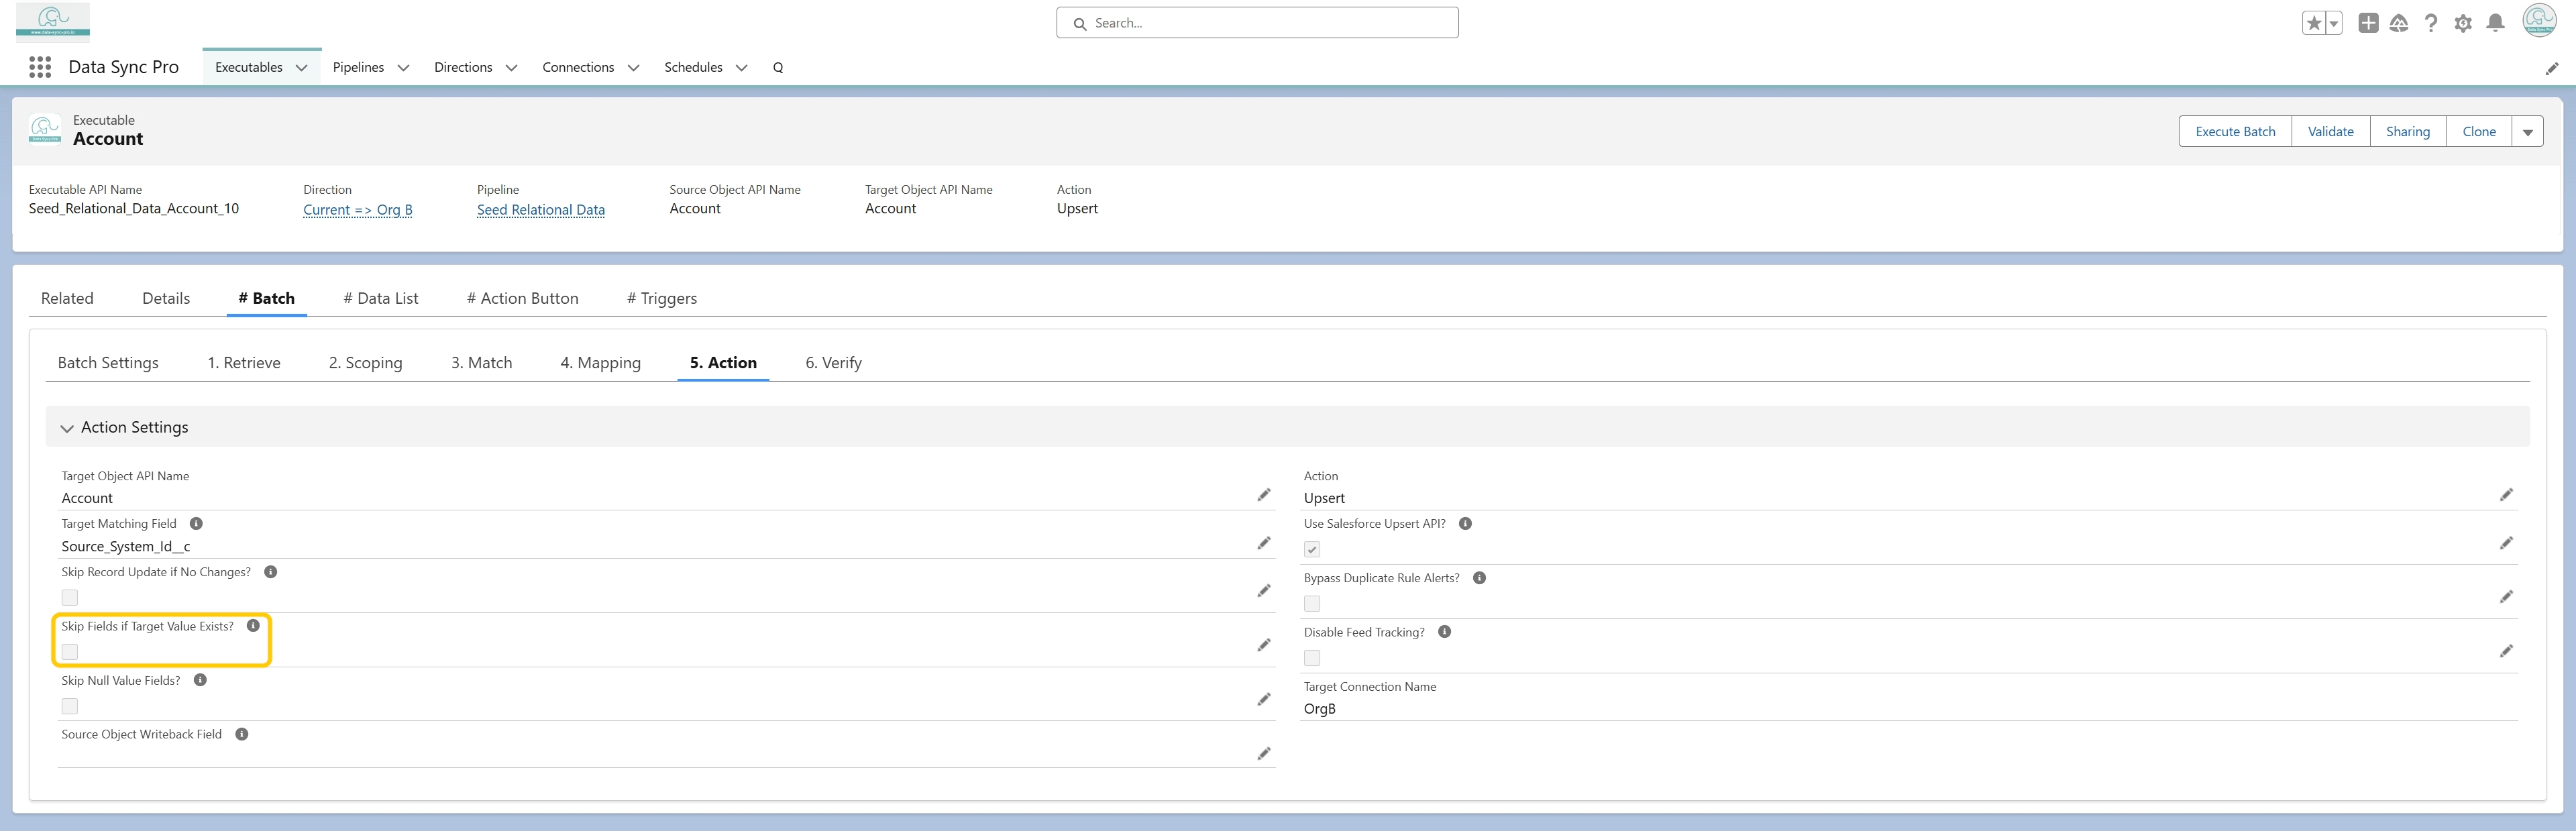 www.data-sync-pro.io
Search...
Data Sync Pro
Executables
Pipelines
Directions
Connections
Schedules
Q
Executable
Account
Execute Batch
Validate
Sharing
Clone
Executable API Name
Seed_Relational_Data_Account_10
Direction
Current => Org B
Pipeline
Seed Relational Data
Source Object API Name
Account
Target Object API Name
Account
Action
Upsert
Related
Details
# Batch
# Data List
# Action Button
# Triggers
Batch Settings
1. Retrieve
2. Scoping
3. Match
4. Mapping
5. Action
6. Verify
Action Settings
Target Object API Name
Account
Action
Upsert
Target Matching Field
Source_System_Id__c
Use Salesforce Upsert API?
Skip Record Update if No Changes?
Bypass Duplicate Rule Alerts?
Skip Fields if Target Value Exists?
Disable Feed Tracking?
Skip Null Value Fields?
Target Connection Name
OrgB
Source Object Writeback Field